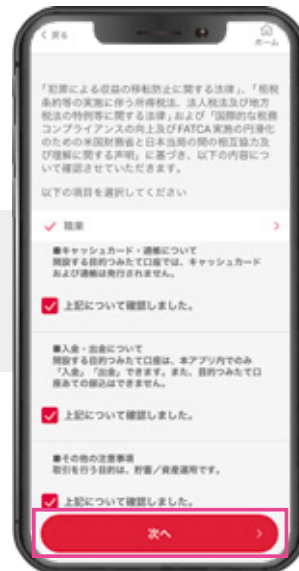 戻る
ホーム
「犯罪による収益の移転防止に関する法律」、「租税
条約等の実施に伴う所得税法、法人税法及び地方
税法の特例等に関する法律」および「国際的な税務
コンプライアンスの向上及びFATCA実施の円滑化
のための米国財務省と日本当局の間の相互協力及
び理解に関する声明」に基づき、以下の内容につ
いて確認させていただきます。
以下の項目を選択してください
職業
■キャッシュカード・通帳について
開設する目的つみたて口座では、キャッシュカード
および通帳は発行されません。
上記について確認しました。
■入金・出金について
開設する目的つみたて口座は、本アプリ内でのみ
「入金」「出金」できます。また、目的つみたて口
座あての振込はできません。
上記について確認しました。
■その他の注意事項
取引を行う目的は、貯蓄／資産運用です。
上記について確認しました。
次へ